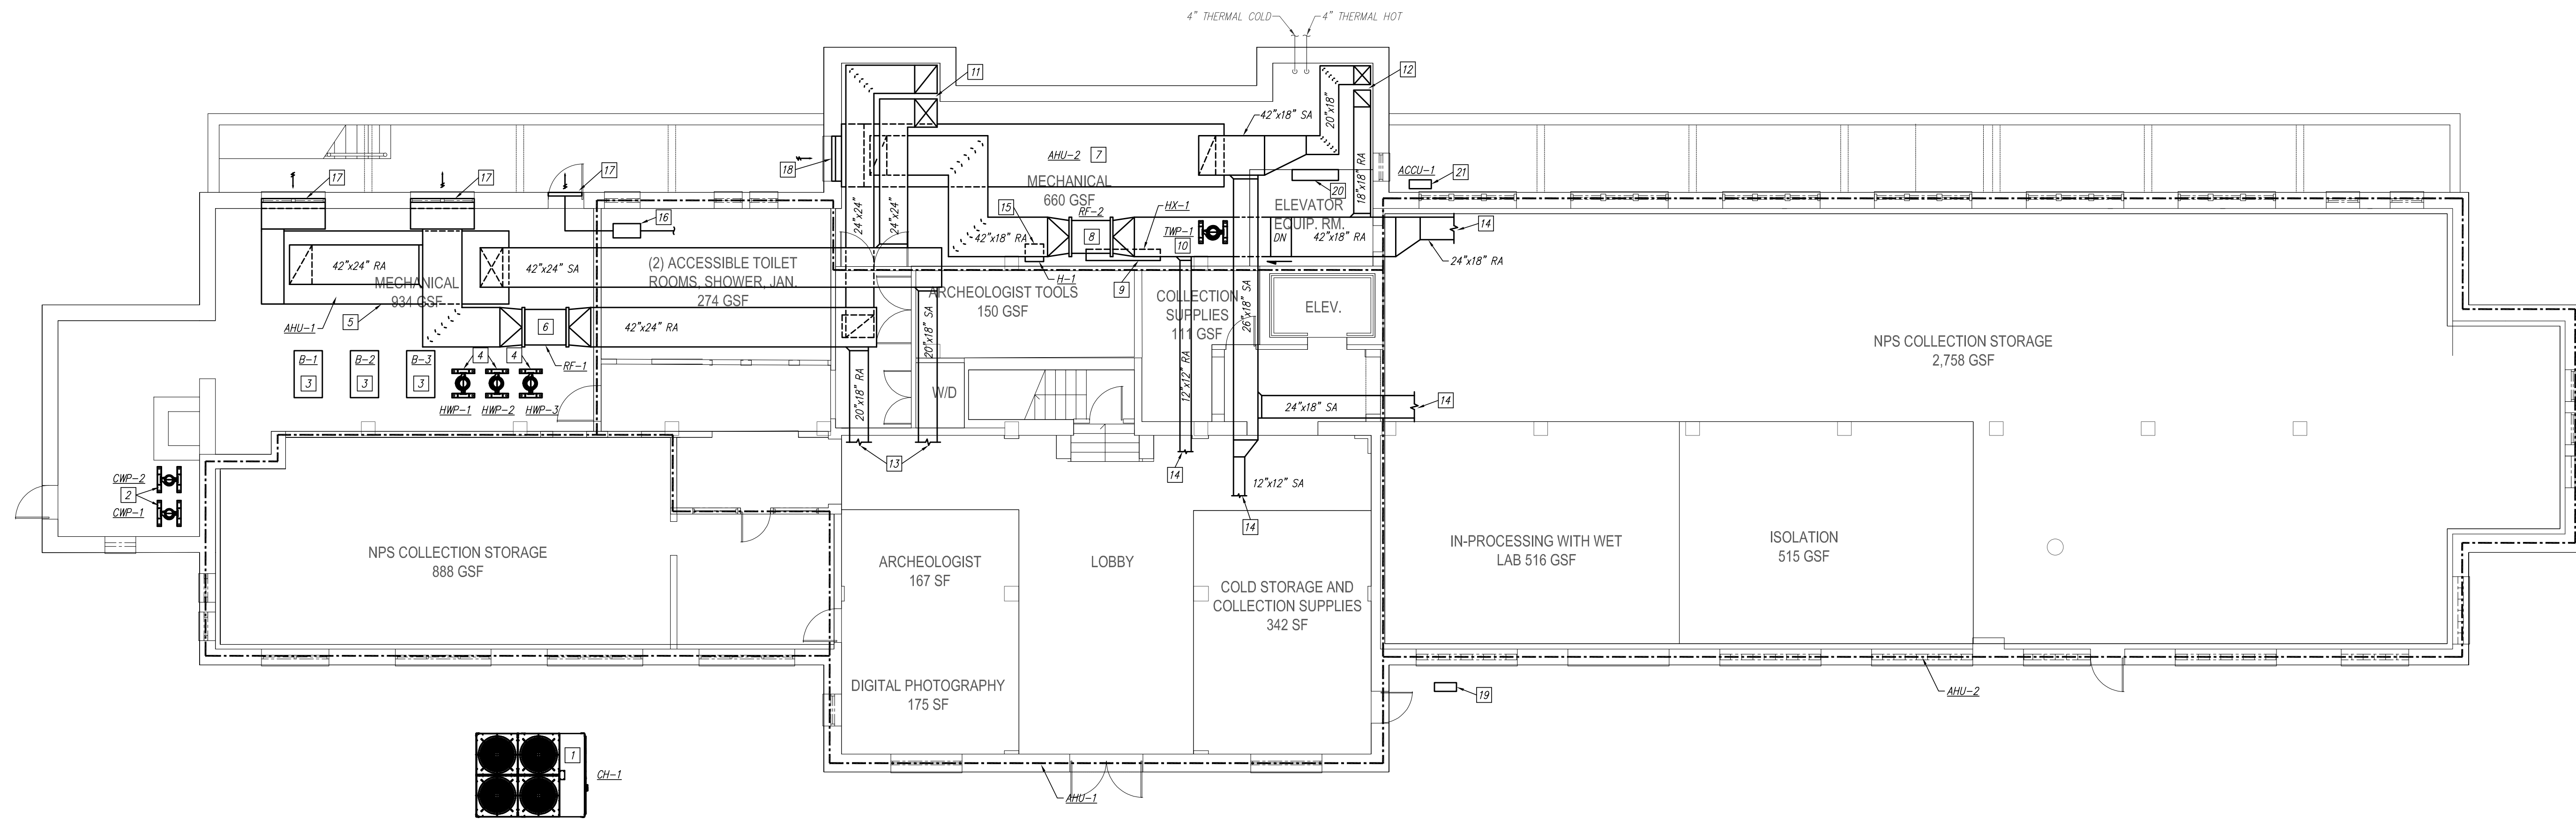 4" THERMAL COLD
4" THERMAL HOT
11
12
42"x18" SA
20"x18"
18
AHU-2
7
17
17
17
MECHANICAL
660 GSF
20
ACCU-1
21
16
24"x24"
24"x24"
18"x18" RA
15
42"x18" RA
RF-2
8
HX-1
TWP-1
10
ELEVATOR
EQUIP. RM.
DN
42"x18" RA
14
24"x18" RA
42"x24" RA
42"x24" SA
MECHANICAL
934 GSF
(2) ACCESSIBLE TOILET
ROOMS, SHOWER, JAN.
274 GSF
H-1
9
ARCHEOLOGIST TOOLS
150 GSF
COLLECTION
SUPPLIES
111 GSF
ELEV.
AHU-1
5
6
42"x24" RA
20"x18" SA
26"x18" SA
NPS COLLECTION STORAGE
2,758 GSF
B-1
3
B-2
3
B-3
3
4
4
RF-1
HWP-1
HWP-2
HWP-3
20"x18" RA
W/D
12"x12" RA
24"x18" SA
14
13
14
12"x12" SA
14
CWP-2
2
CWP-1
NPS COLLECTION STORAGE
888 GSF
ARCHEOLOGIST
167 SF
LOBBY
COLD STORAGE AND
COLLECTION SUPPLIES
342 SF
IN-PROCESSING WITH WET
LAB 516 GSF
ISOLATION
515 GSF
DIGITAL PHOTOGRAPHY
175 SF
19
AHU-2
1
CH-1
AHU-1